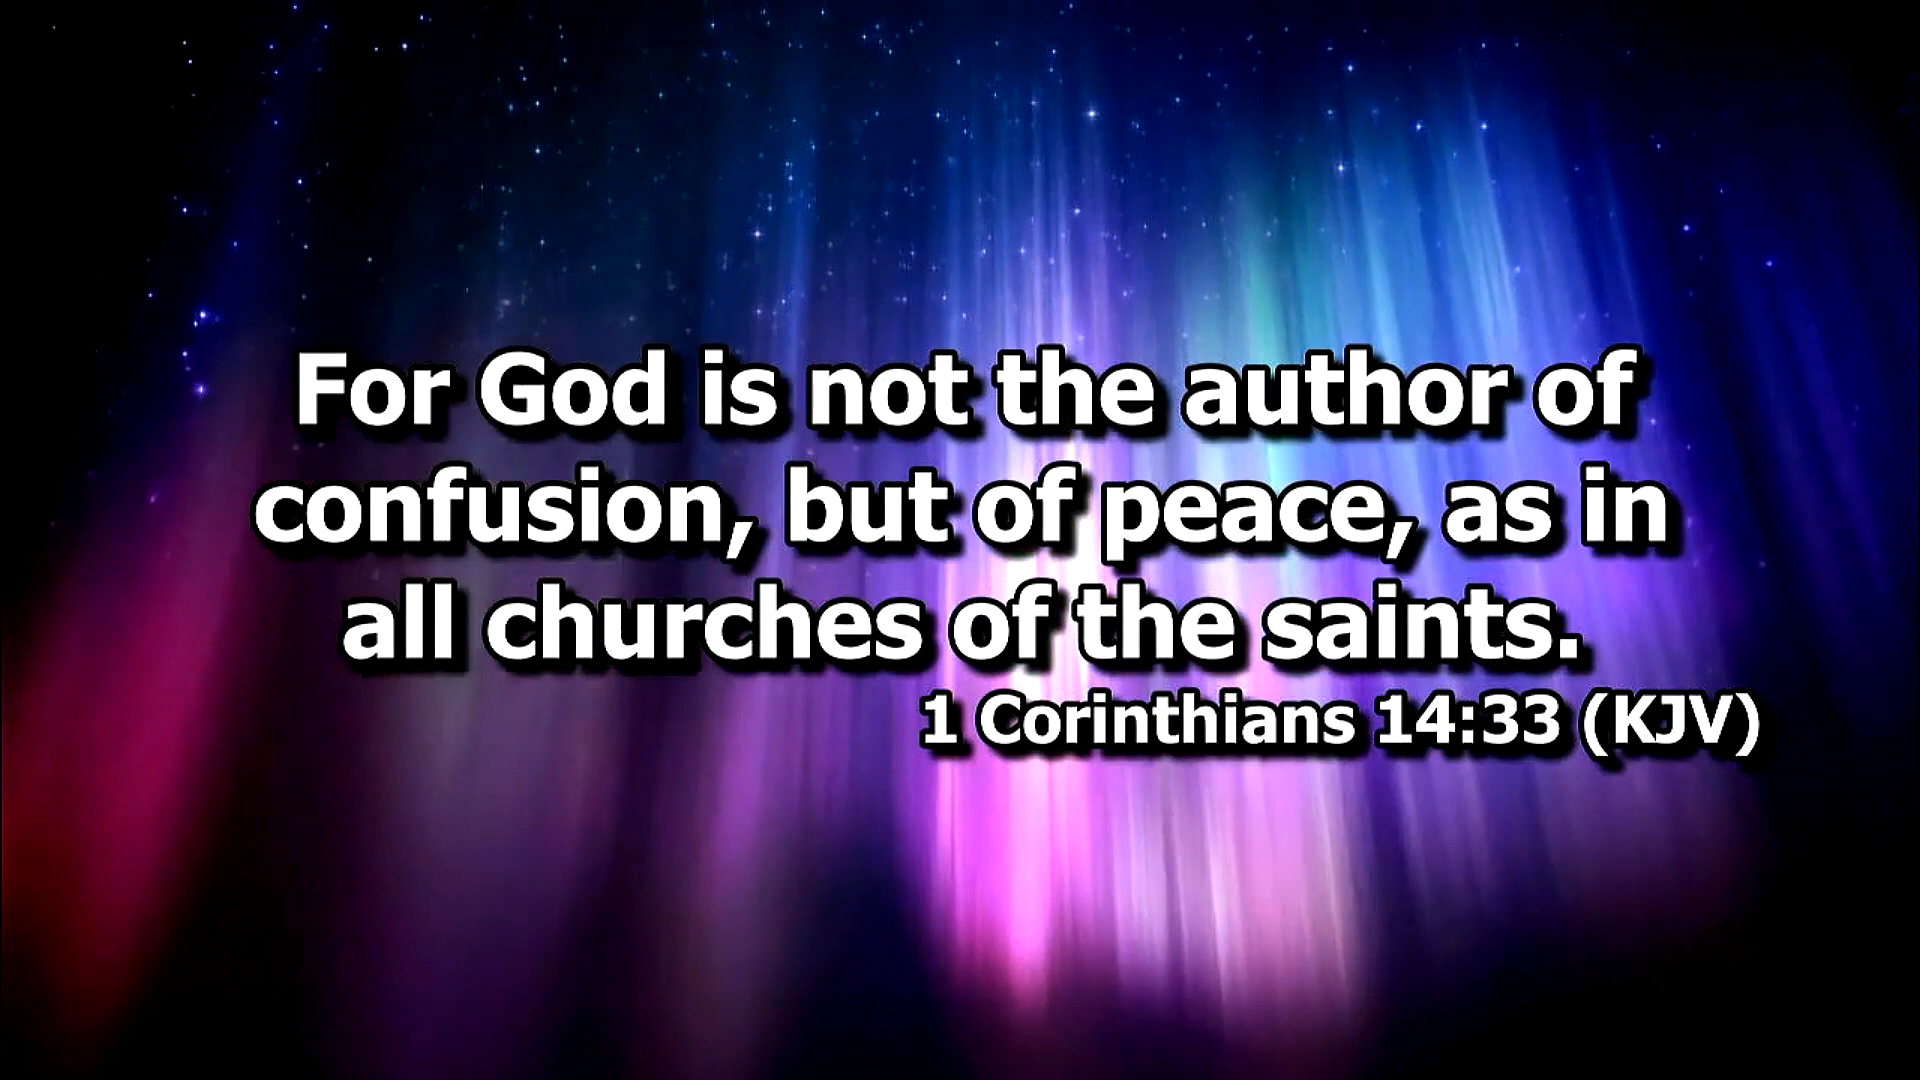 For God is not the author of
confusion, but of peace, as in
all churches of the saints.
1 Corinthians 14:33 (KJV)